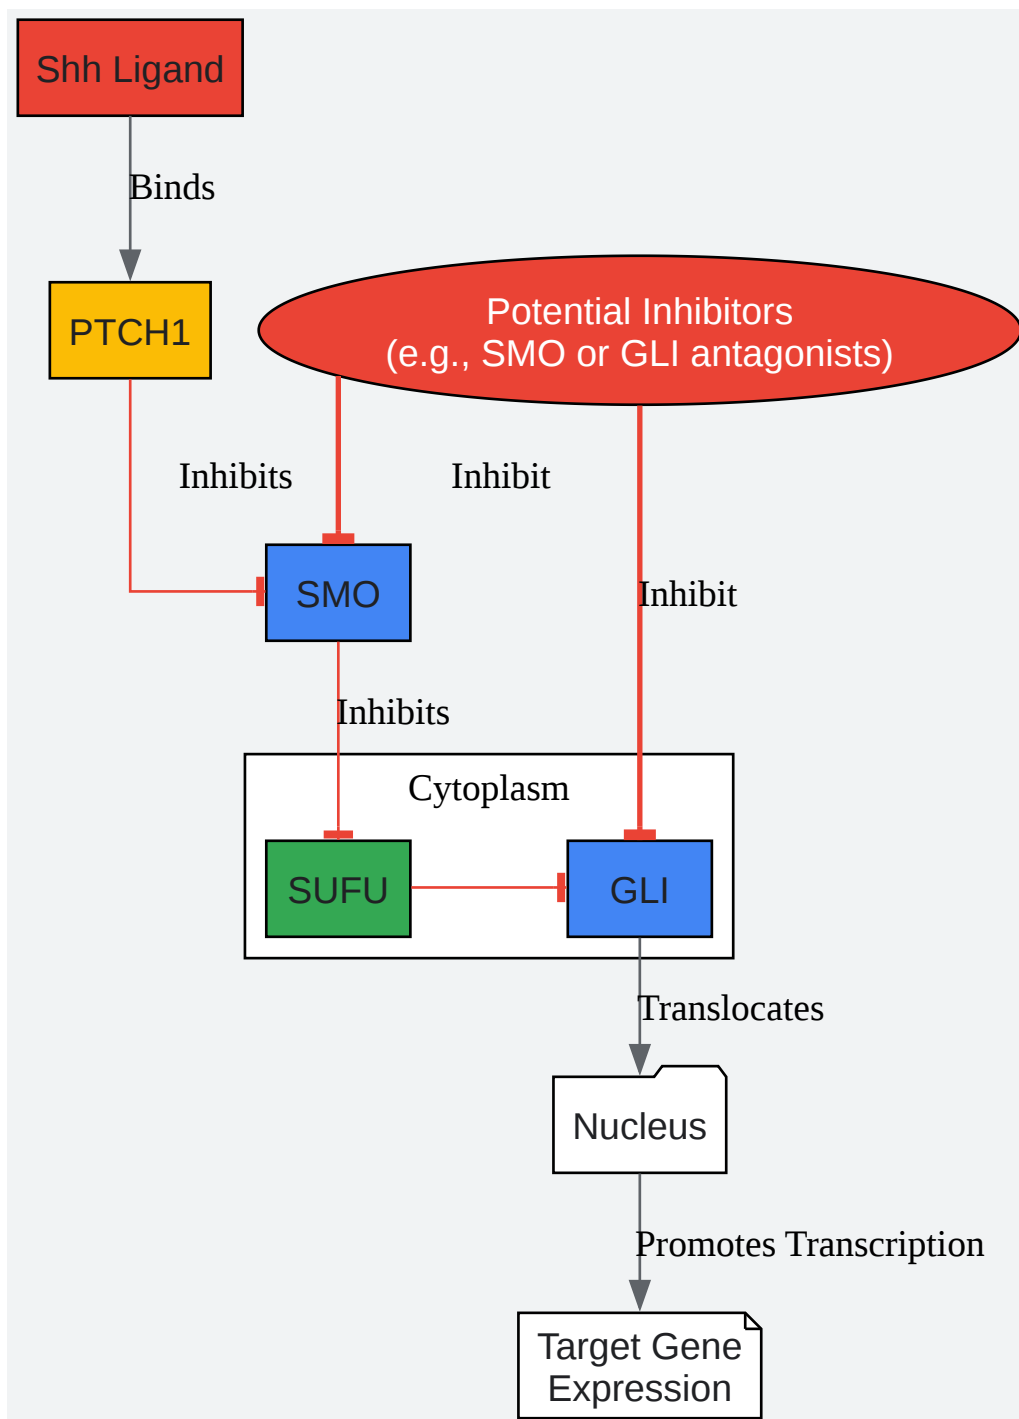 Shh Ligand
Binds
PTCH1
Potential Inhibitors
(e.g., SMO or GLI antagonists)
Inhibits
Inhibit
SMO
Inhibit
Inhibits
Cytoplasm
SUFU
GLI
Translocates
Nucleus
Promotes Transcription
Target Gene
Expression